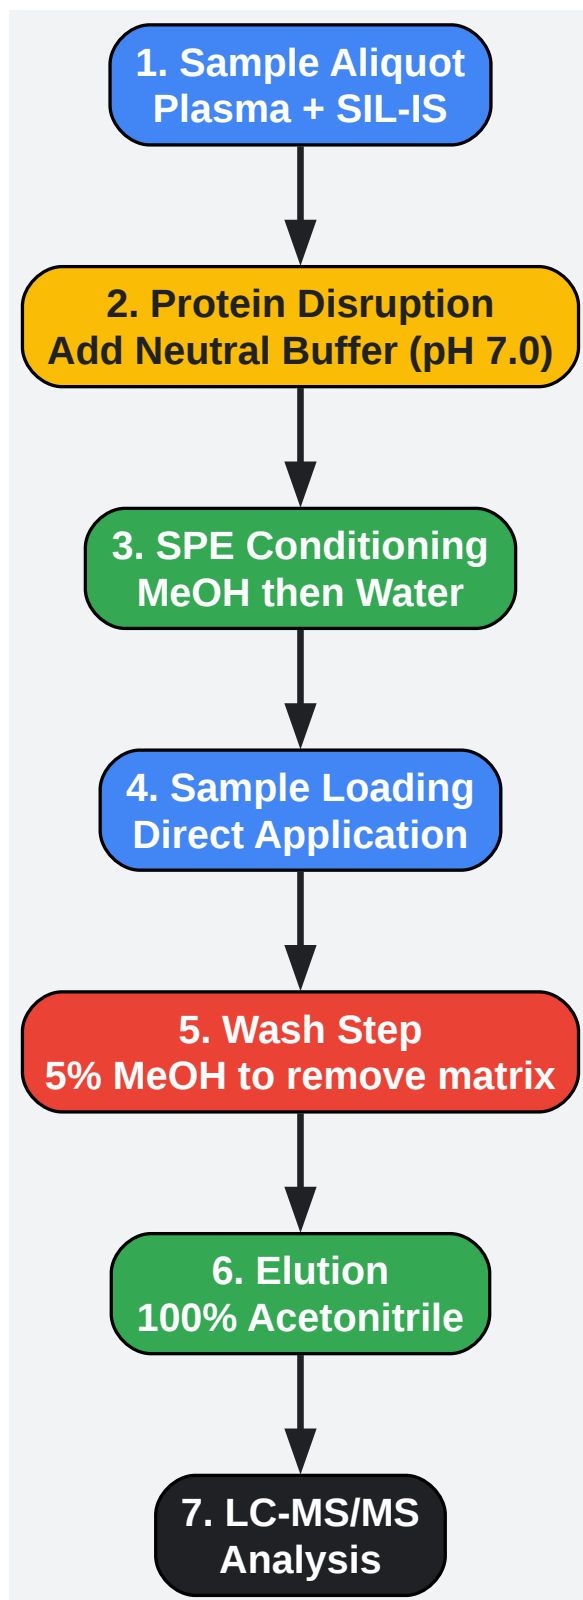 1. Sample Aliquot
Plasma + SIL-IS
2. Protein Disruption
Add Neutral Buffer (pH 7.0)
3. SPE Conditioning
MeOH then Water
4. Sample Loading
Direct Application
5. Wash Step
5% MeOH to remove matrix
6. Elution
100% Acetonitrile
7. LC-MS/MS
Analysis